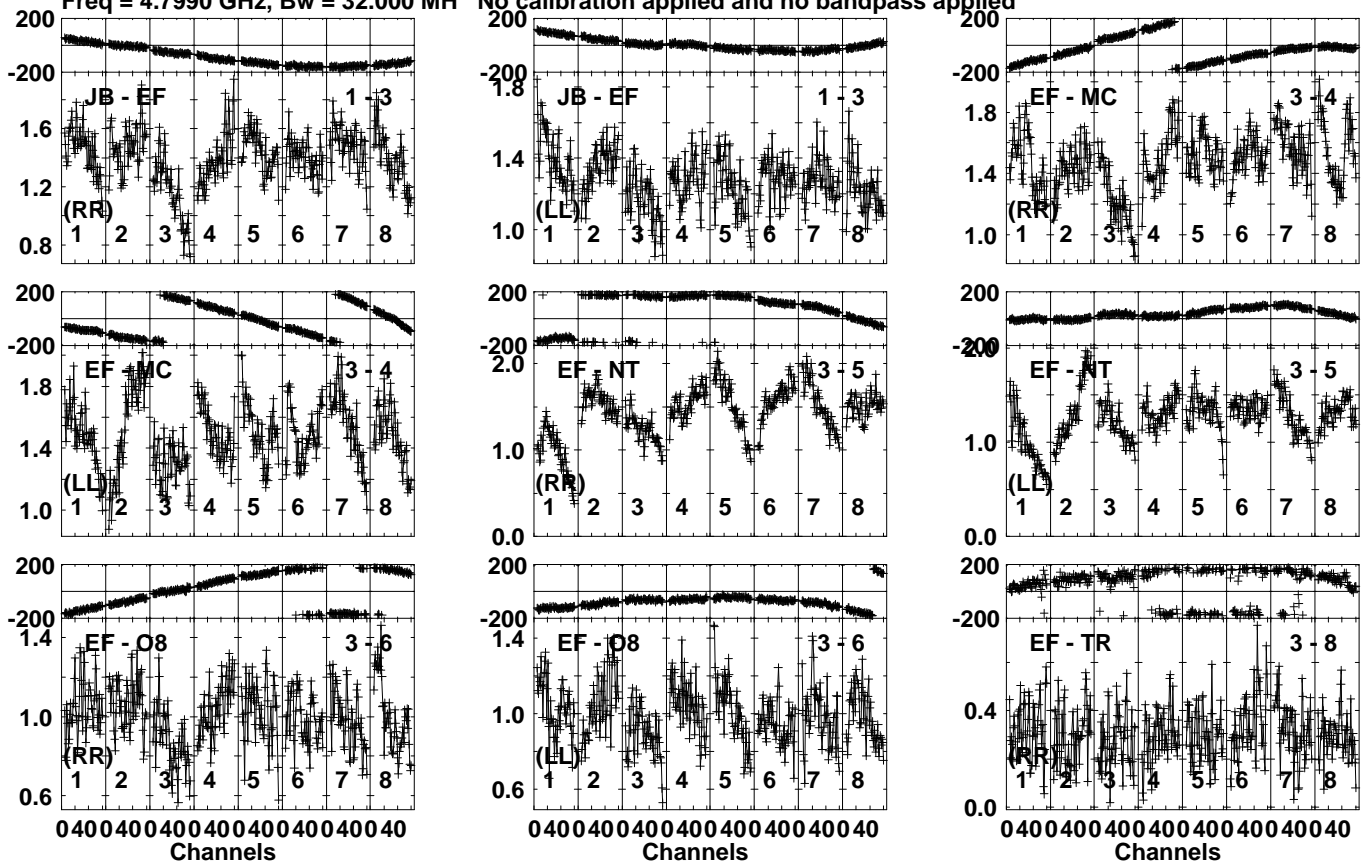 Freq = 4.7990 GHz, Bw = 32.000 MH No calibration applied and no bandpass applied
200
-200
JB - EF 1 - 3
1.6
1.2
0.8
(RR)
1 2 3 4 5 6 7 8
200
-200
1.8
JB - EF 1 - 3
1.4
1.0
(LL)
1 2 3 4 5 6 7 8
200
-200
EF - MC 3 - 4
1.8
1.4
1.0
(RR)
1 2 3 4 5 6 7 8
200
-200
EF - MC 3 - 4
1.8
1.4
1.0
(LL)
1 2 3 4 5 6 7 8
200
-200
2.0
EF - NT 3 - 5
1.0
0.0
(RR)
1 2 3 4 5 6 7 8
200
-200
2.0
EF - NT 3 - 5
1.0
0.0
(LL)
1 2 3 4 5 6 7 8
200
-200
1.4
EF - O8 3 - 6
1.0
0.6
(RR)
1 2 3 4 5 6 7 8
0 40 0 40 0 40 0 40 0 40 0 40 0 40 0 40
Channels
200
-200
1.4
EF - O8 3 - 6
1.0
0.6
(LL)
1 2 3 4 5 6 7 8
0 40 0 40 0 40 0 40 0 40 0 40 0 40 0 40
Channels
200
-200
EF - TR 3 - 8
0.4
0.0
(RR)
1 2 3 4 5 6 7 8
0 40 0 40 0 40 0 40 0 40 0 40 0 40 0 40
Channels